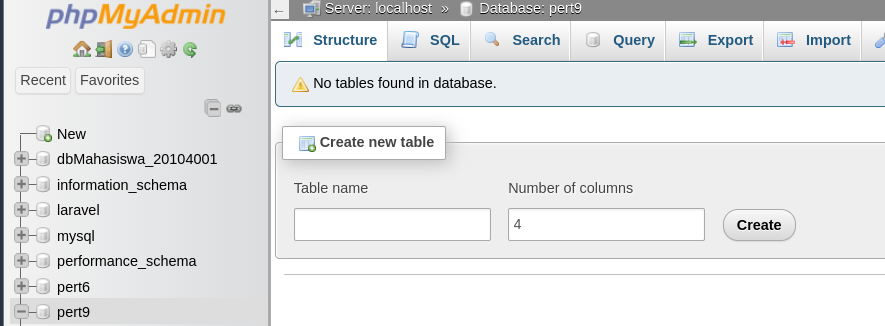 phpMyAdmin
Recent
Favorites
New
dbMahasiswa_20104001
information_schema
laravel
mysql
performance_schema
pert6
pert9
← Server: localhost » Database: pert9
Structure
SQL
Search
Query
Export
Import
No tables found in database.
Create new table
Table name
Number of columns
4
Create